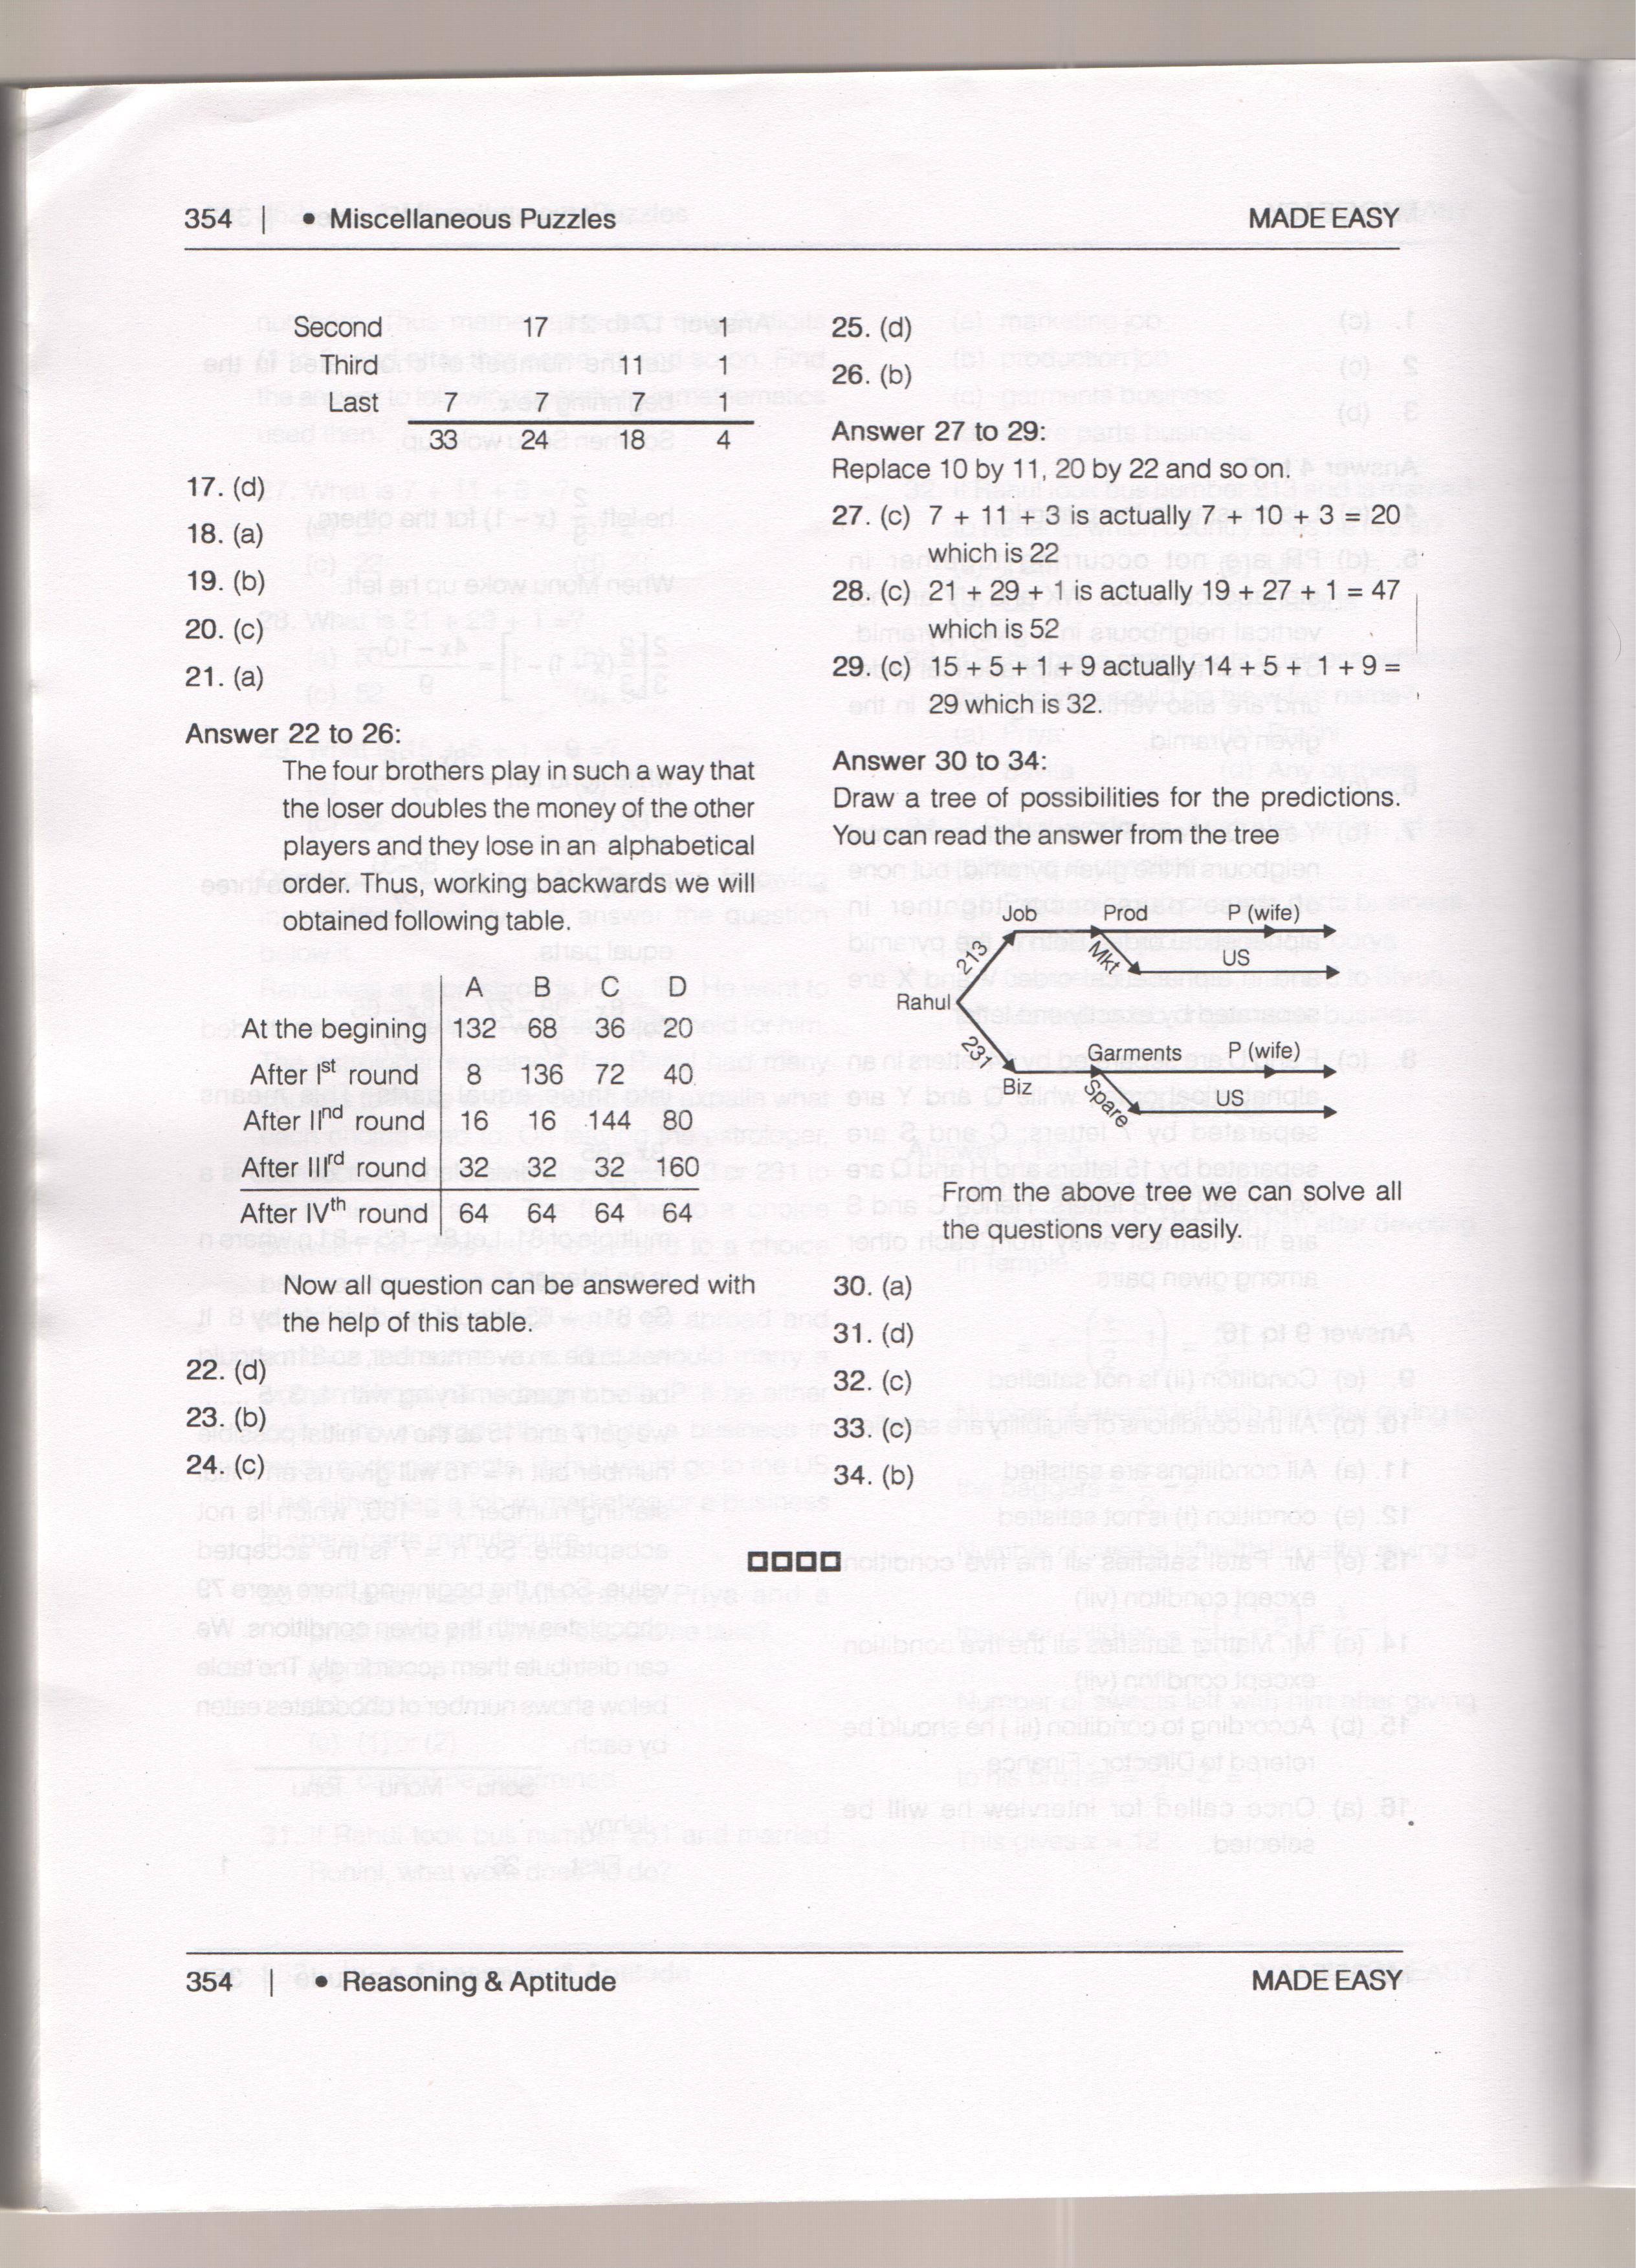 354 | • Miscellaneous Puzzles MADE EASY
Second 17 1
Third 11 1
Last 7 7 7 1
33 24 18 4
17. (d)
18. (a)
19. (b)
20. (c)
21. (a)
Answer 22 to 26:
The four brothers play in such a way that
the loser doubles the money of the other
players and they lose in an alphabetical
order. Thus, working backwards we will
obtained following table.
A B C D
At the begining 132 68 36 20
After Ist round 8 136 72 40
After IInd round 16 16 144 80
After IIIrd round 32 32 32 160
After IVth round 64 64 64 64
Now all question can be answered with
the help of this table.
22. (d)
23. (b)
24. (c)
25. (d)
26. (b)
Answer 27 to 29:
Replace 10 by 11, 20 by 22 and so on.
27. (c) 7 + 11 + 3 is actually 7 + 10 + 3 = 20
which is 22
28. (c) 21 + 29 + 1 is actually 19 + 27 + 1 = 47
which is 52
29. (c) 15 + 5 + 1 + 9 actually 14 + 5 + 1 + 9 =
29 which is 32.
Answer 30 to 34:
Draw a tree of possibilities for the predictions.
You can read the answer from the tree
Job Prod P (wife)
213 Mkt US
Rahul
231 Garments P (wife)
Biz Spare US
From the above tree we can solve all
the questions very easily.
30. (a)
31. (d)
32. (c)
33. (c)
34. (b)
354 | • Reasoning & Aptitude MADE EASY